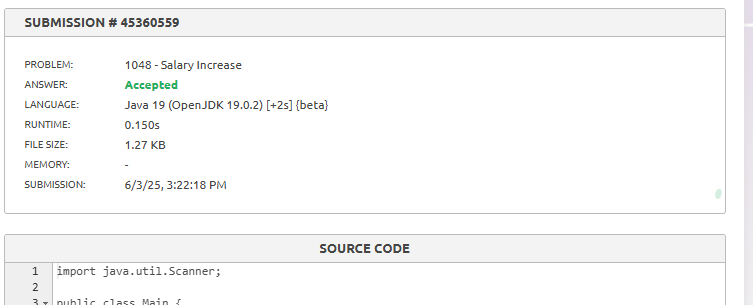 SUBMISSION # 45360559
PROBLEM: 1048 - Salary Increase
ANSWER: Accepted
LANGUAGE: Java 19 (OpenJDK 19.0.2) [+2s] {beta}
RUNTIME: 0.150s
FILE SIZE: 1.27 KB
MEMORY: -
SUBMISSION: 6/3/25, 3:22:18 PM
SOURCE CODE
1 import java.util.Scanner;
2
3 public class Main {